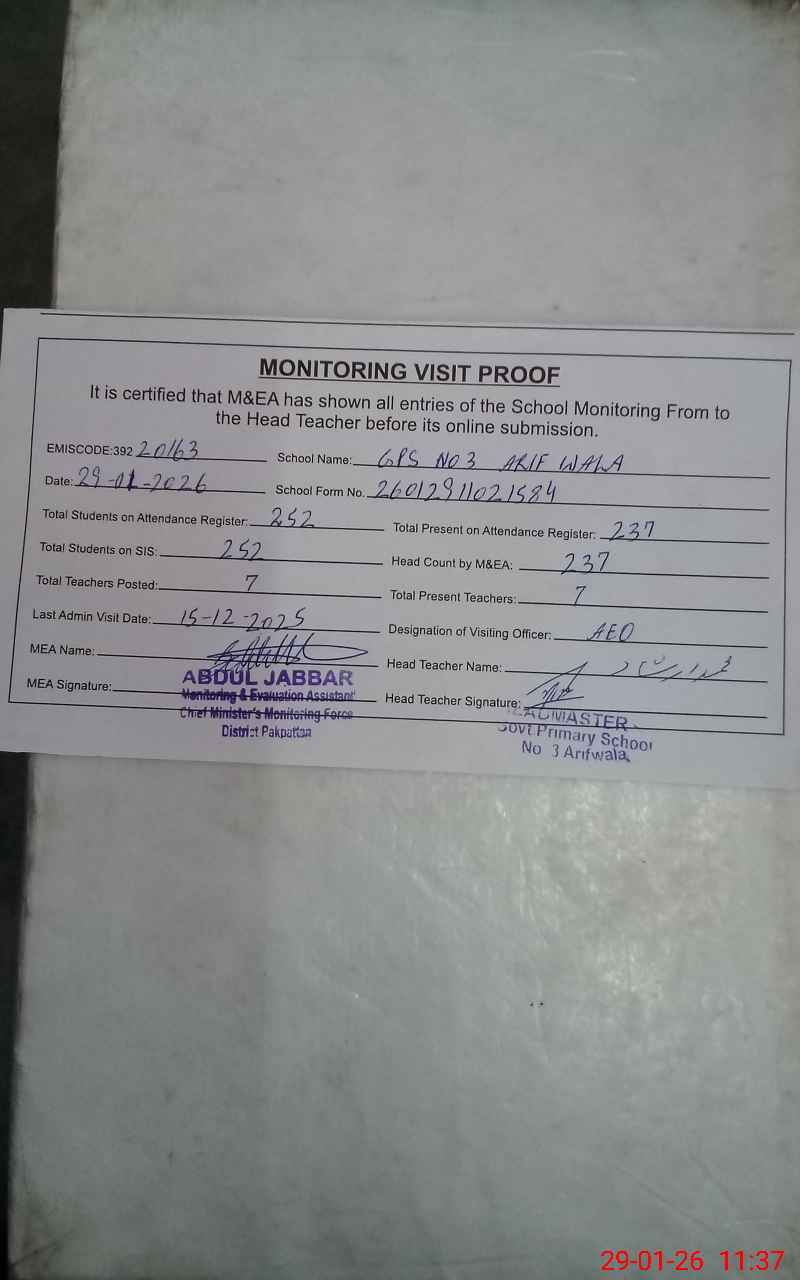 MONITORING VISIT PROOF
It is certified that M&EA has shown all entries of the School Monitoring From to
the Head Teacher before its online submission.
EMISCODE:392 20163 School Name: GPS NO 3 ARIF WALA
Date: 29-01-2026 School Form No. 26012911021584
Total Students on Attendance Register: 252 Total Present on Attendance Register: 237
Total Students on SIS: 252 Head Count by M&EA: 237
Total Teachers Posted: 7 Total Present Teachers: 7
Last Admin Visit Date: 15-12-2025 Designation of Visiting Officer: AEO
MEA Name: Head Teacher Name:
ABDUL JABBAR
MEA Signature: Head Teacher Signature:
Monitoring & Evaluation Assistant
Chief Minister's Monitoring Force
District Pakpattan
HEADMASTER
Govt. Primary School
No 3 Arifwala
29-01-26 11:37